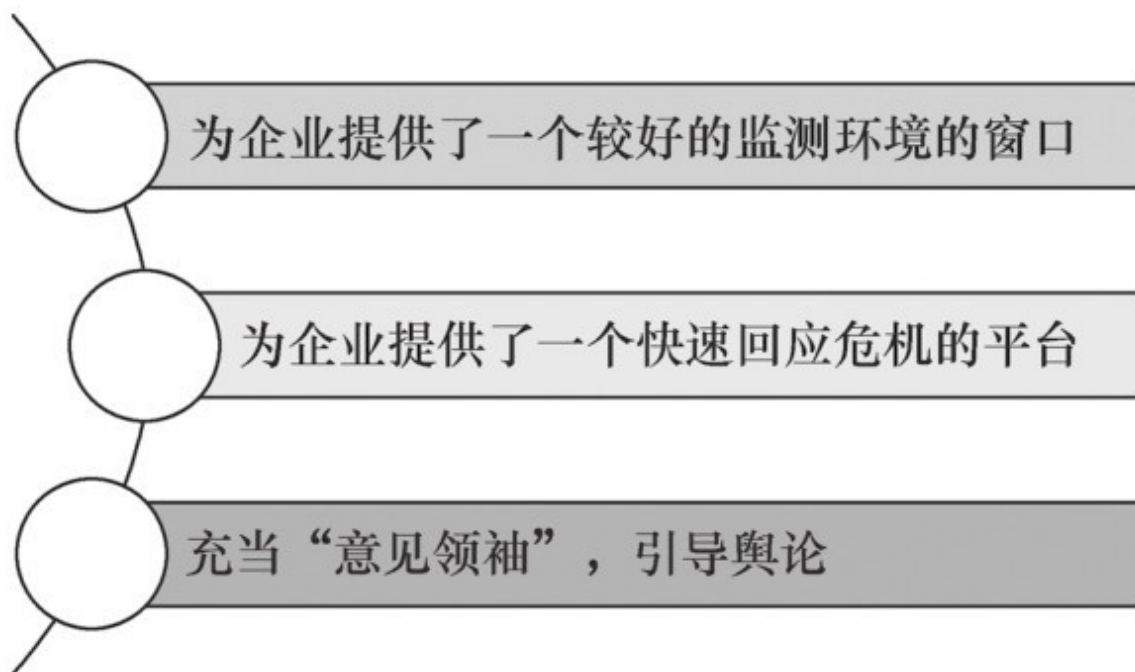 为企业提供了一个较好的监测环境的窗口
为企业提供了一个快速回应危机的平台
充当“意见领袖”，引导舆论